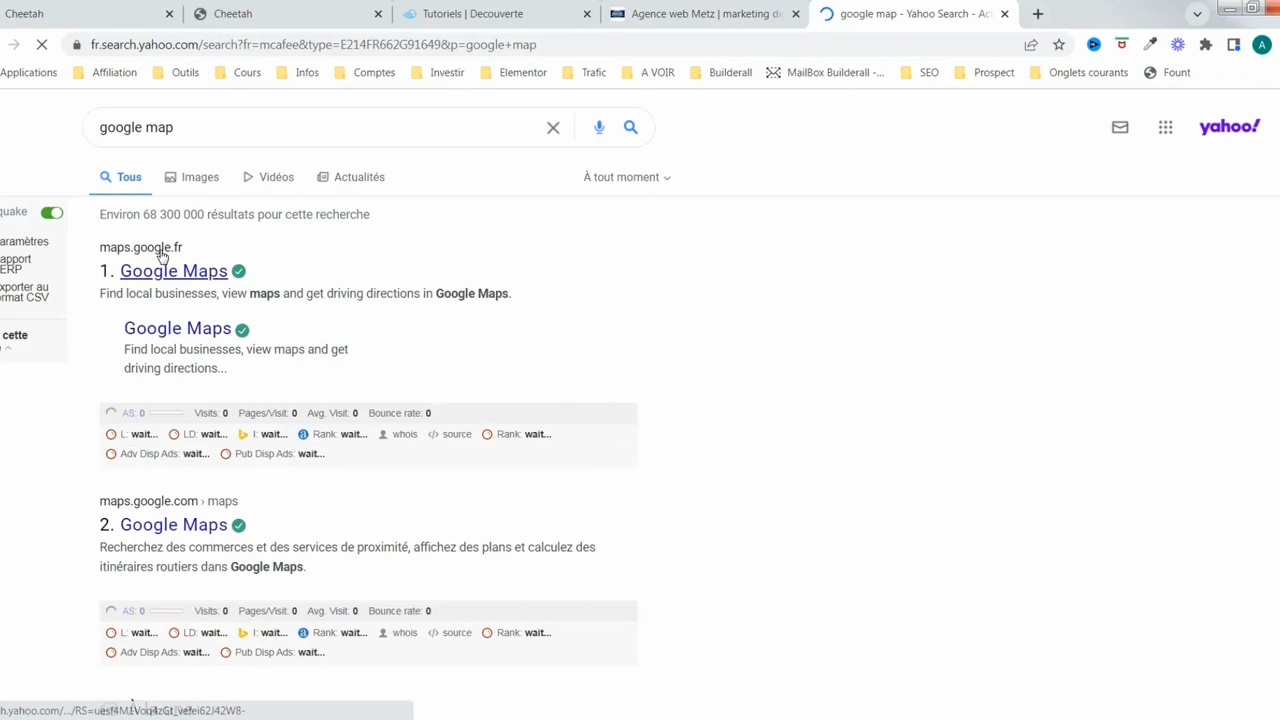 Cheetah
Cheetah
Tutoriels | Decouverte
Agence web Metz | marketing di
google map - Yahoo Search - Act
fr.search.yahoo.com/search?fr=mcafee&type=E214FR662G91649&p=google+map
A
Applications
Affiliation
Outils
Cours
Infos
Comptes
Investir
Elementor
Trafic
A VOIR
Builderall
MailBox Builderall -...
SEO
Prospect
Onglets courants
Fount
google map
yahoo!
Tous
Images
Vidéos
Actualités
À tout moment
quake
aramètres
apport
ERP
xporter au
ormat CSV
cette
Environ 68 300 000 résultats pour cette recherche
maps.google.fr
1. Google Maps
Find local businesses, view maps and get driving directions in Google Maps.
Google Maps
Find local businesses, view maps and get
driving directions...
AS: 0 Visits: 0 Pages/Visit: 0 Avg. Visit: 0 Bounce rate: 0
L: wait... LD: wait... I: wait... Rank: wait... whois </> source Rank: wait...
Adv Disp Ads: wait... Pub Disp Ads: wait...
maps.google.com › maps
2. Google Maps
Recherchez des commerces et des services de proximité, affichez des plans et calculez des
itinéraires routiers dans Google Maps.
AS: 0 Visits: 0 Pages/Visit: 0 Avg. Visit: 0 Bounce rate: 0
L: wait... LD: wait... I: wait... Rank: wait... whois </> source Rank: wait...
Adv Disp Ads: wait... Pub Disp Ads: wait...